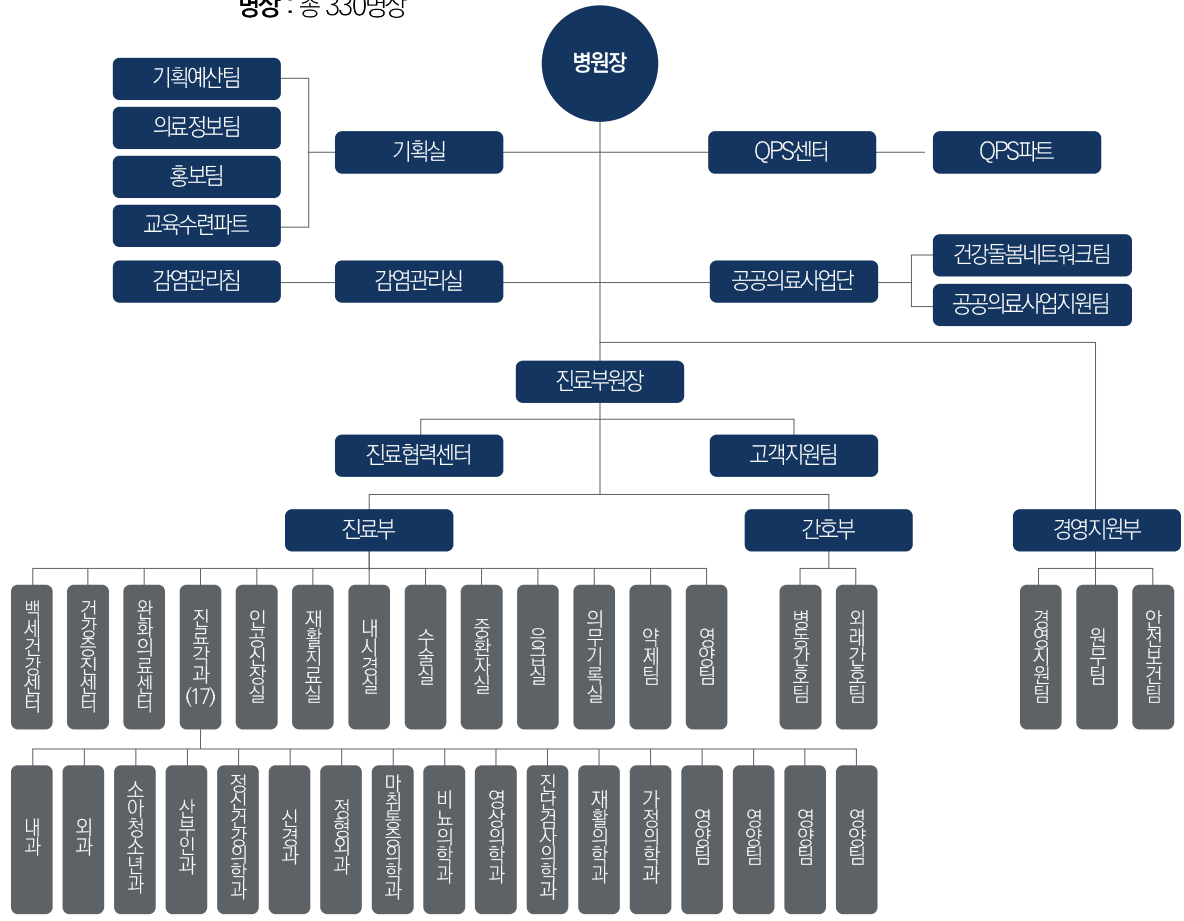 병상 : 총 330병상
병원장
기획예산팀
의료정보팀
홍보팀
교육수련파트
기획실
QPS센터
QPS파트
감염관리침
감염관리실
공공의료사업단
건강돌봄네트워크팀
공공의료사업지원팀
진료부원장
진료협력센터
고객지원팀
진료부
간호부
경영지원부
백세건강센터
건강증진센터
완화의료센터
진료각과
(17)
인공신장실
재활치료실
내시경실
수술실
중환자실
응급실
의무기록실
약제팀
영양팀
병동간호팀
외래간호팀
경영지원팀
원무팀
안전보건팀
내과
외과
소아청소년과
산부인과
정신건강의학과
신경과
정형외과
마취통증의학과
비뇨의학과
영상의학과
진단검사의학과
재활의학과
가정의학과
영양팀
영양팀
영양팀
영양팀